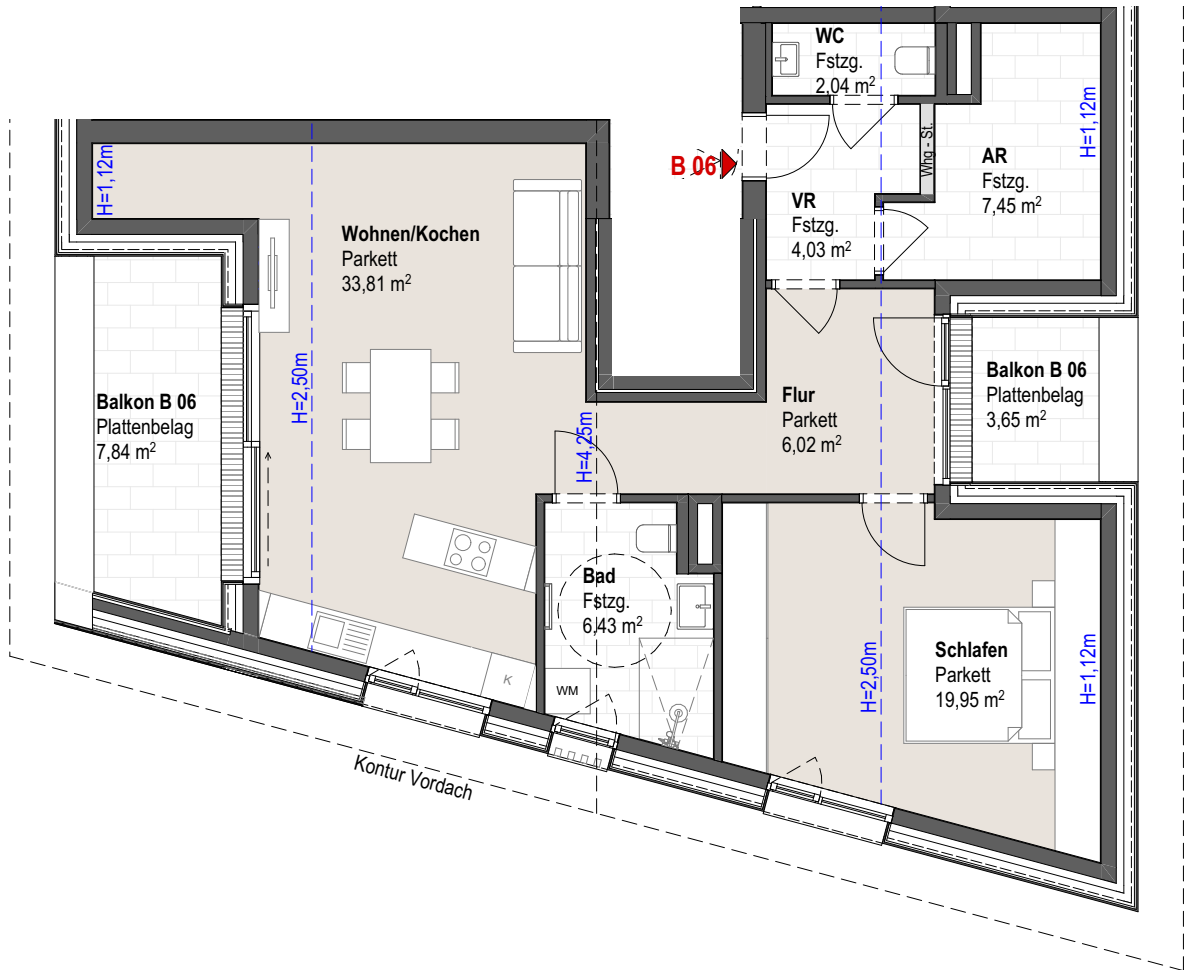 WC
Fstzg.
2,04 m²
H=1,12m
Whg - St.
AR
Fstzg.
7,45 m²
B 06
VR
Fstzg.
4,03 m²
H=1,12m
Wohnen/Kochen
Parkett
33,81 m²
H=2,50m
Balkon B 06
Plattenbelag
7,84 m²
Flur
Parkett
6,02 m²
Balkon B 06
Plattenbelag
3,65 m²
H=4,25m
Bad
Fstzg.
6,43 m²
WM
K
H=2,50m
Schlafen
Parkett
19,95 m²
H=1,12m
Kontur Vordach